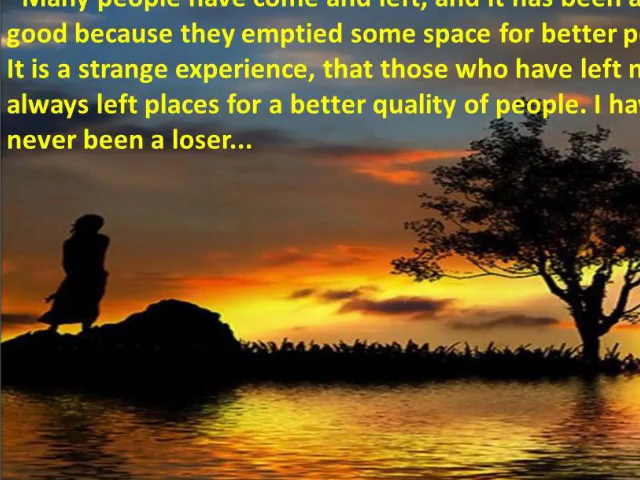 Many people have come and left, and it has been
good because they emptied some space for better
It is a strange experience, that those who have left
always left places for a better quality of people. I
never been a loser...